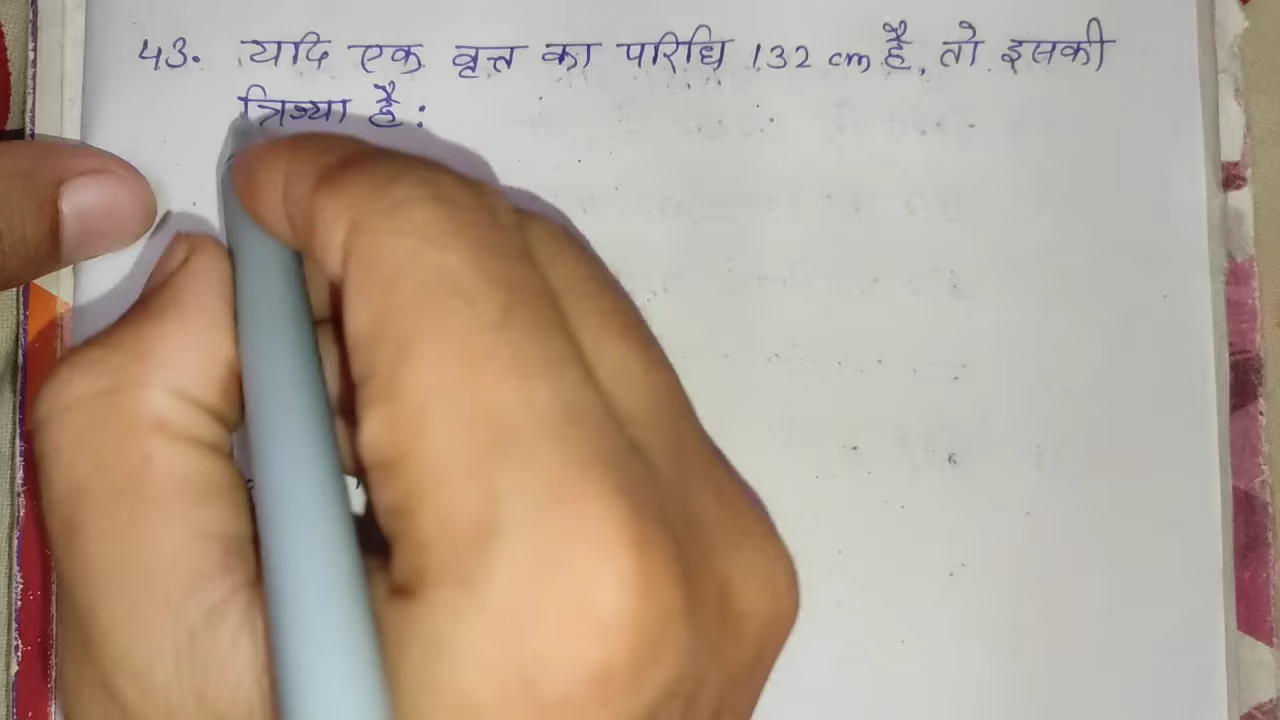 43. यदि एक वृत्त का परिधि 132 cm है, तो इसकी
त्रिज्या है: